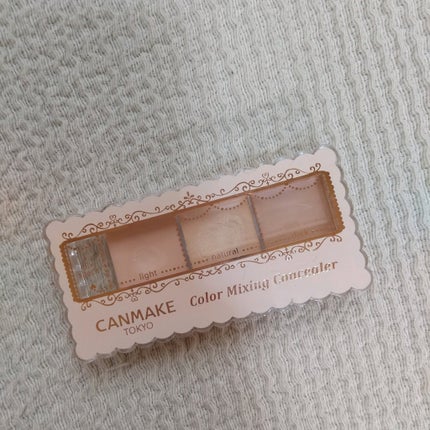 light natural
CANMAKE
TOKYO
Color Mixing Concealer